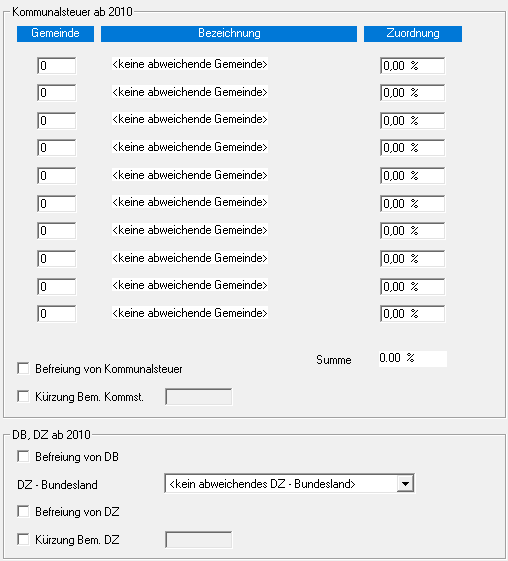 Kommunalsteuer ab 2010
Gemeinde Bezeichnung Zuordnung
0 <keine abweichende Gemeinde> 0,00 %
0 <keine abweichende Gemeinde> 0,00 %
0 <keine abweichende Gemeinde> 0,00 %
0 <keine abweichende Gemeinde> 0,00 %
0 <keine abweichende Gemeinde> 0,00 %
0 <keine abweichende Gemeinde> 0,00 %
0 <keine abweichende Gemeinde> 0,00 %
0 <keine abweichende Gemeinde> 0,00 %
0 <keine abweichende Gemeinde> 0,00 %
0 <keine abweichende Gemeinde> 0,00 %
Summe 0.00 %
Befreiung von Kommunalsteuer
Kürzung Bem. Kommst.
DB, DZ ab 2010
Befreiung von DB
DZ - Bundesland <kein abweichendes DZ - Bundesland>
Befreiung von DZ
Kürzung Bem. DZ